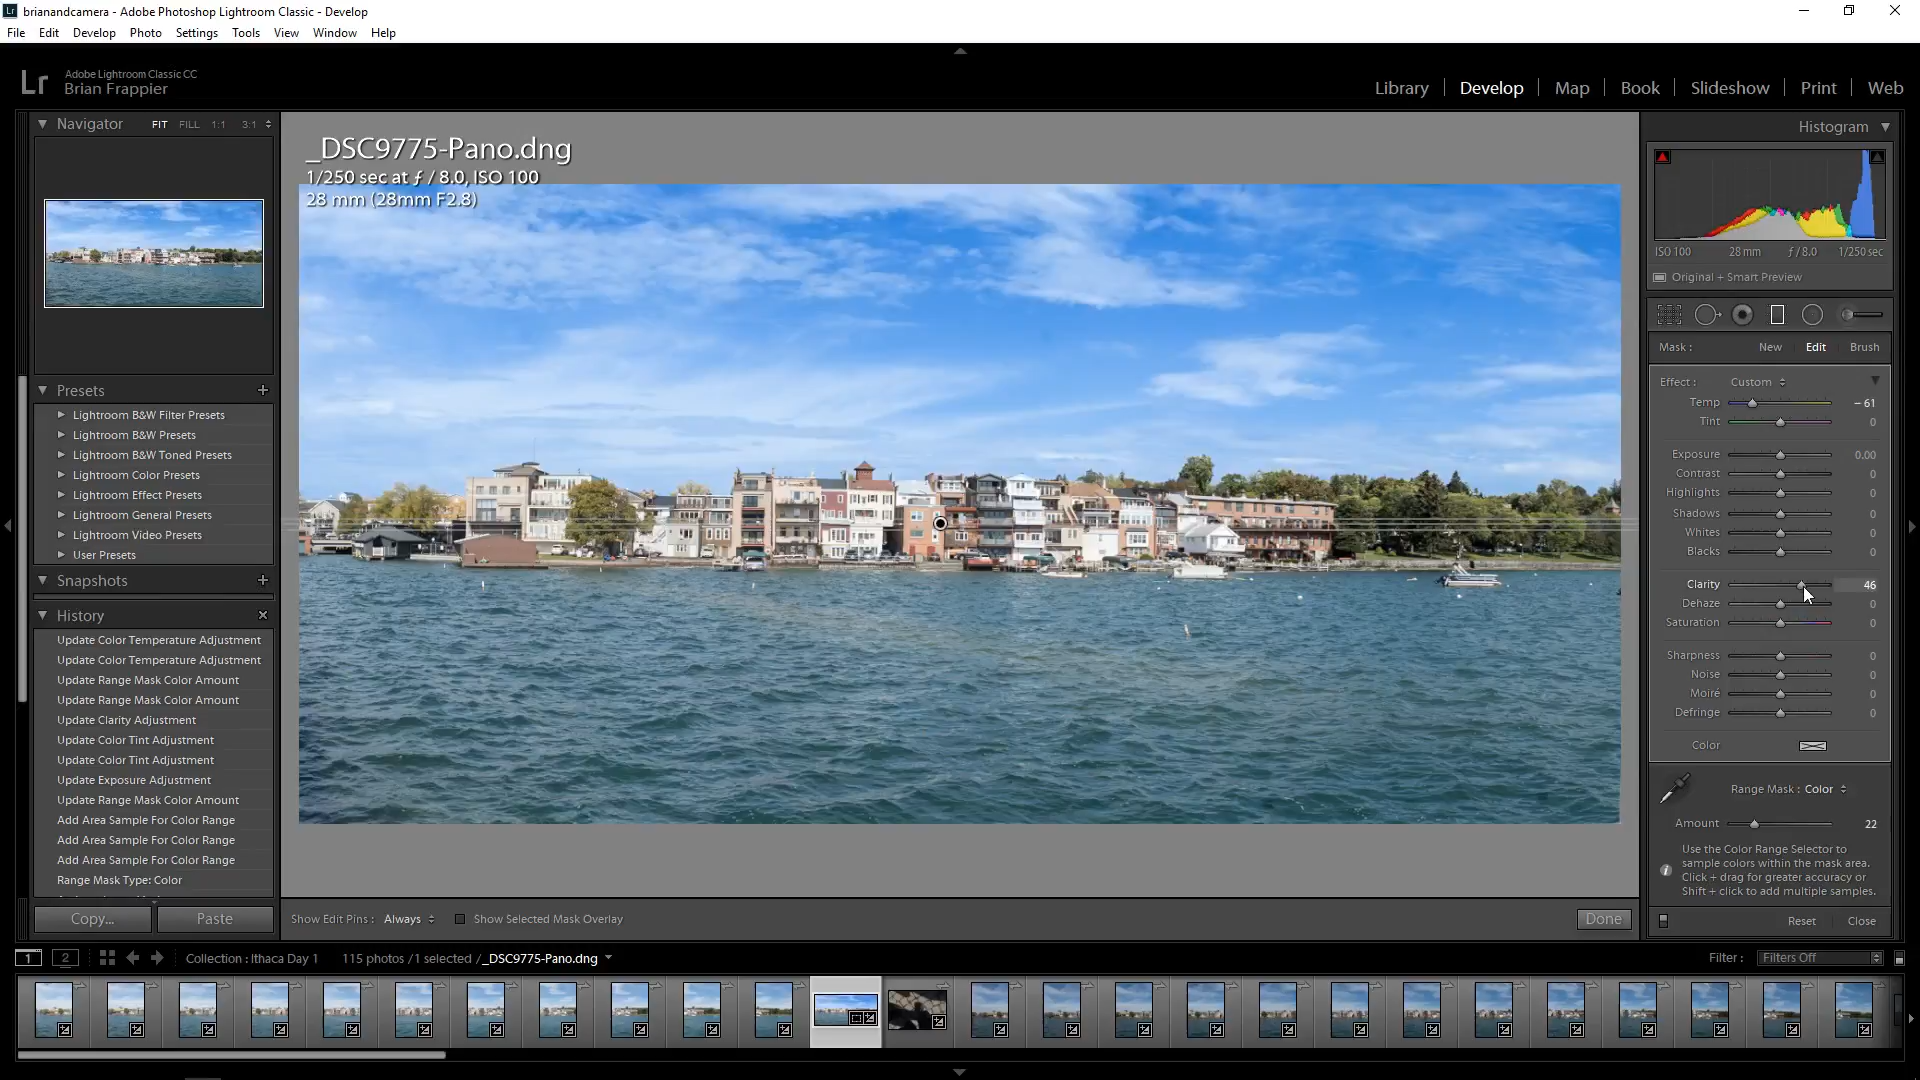 Lr brianandcamera - Adobe Photoshop Lightroom Classic - Develop
File Edit Develop Photo Settings Tools View Window Help
Lr
Adobe Lightroom Classic CC
Brian Frappier
Library Develop Map Book Slideshow Print Web
Navigator FIT FILL 1:1 3:1
Presets
Lightroom B&W Filter Presets
Lightroom B&W Presets
Lightroom B&W Toned Presets
Lightroom Color Presets
Lightroom Effect Presets
Lightroom General Presets
Lightroom Video Presets
User Presets
Snapshots
History
Update Color Temperature Adjustment
Update Color Temperature Adjustment
Update Range Mask Color Amount
Update Range Mask Color Amount
Update Clarity Adjustment
Update Color Tint Adjustment
Update Color Tint Adjustment
Update Exposure Adjustment
Update Range Mask Color Amount
Add Area Sample For Color Range
Add Area Sample For Color Range
Add Area Sample For Color Range
Range Mask Type: Color
Copy... Paste
_DSC9775-Pano.dng
1/250 sec at ƒ / 8.0, ISO 100
28 mm (28mm F2.8)
Show Edit Pins : Always Show Selected Mask Overlay
Done
Histogram
ISO 100 28 mm ƒ / 8.0 1/250 sec
Original + Smart Preview
Mask : New Edit Brush
Effect : Custom
Temp – 61
Tint 0
Exposure 0.00
Contrast 0
Highlights 0
Shadows 0
Whites 0
Blacks 0
Clarity 46
Dehaze 0
Saturation 0
Sharpness 0
Noise 0
Moiré 0
Defringe 0
Color
Range Mask : Color
Amount 22
Use the Color Range Selector to
sample colors within the mask area.
Click + drag for greater accuracy or
Shift + click to add multiple samples.
Reset Close
1 2 Collection : Ithaca Day 1 115 photos /1 selected /_DSC9775-Pano.dng
Filter : Filters Off